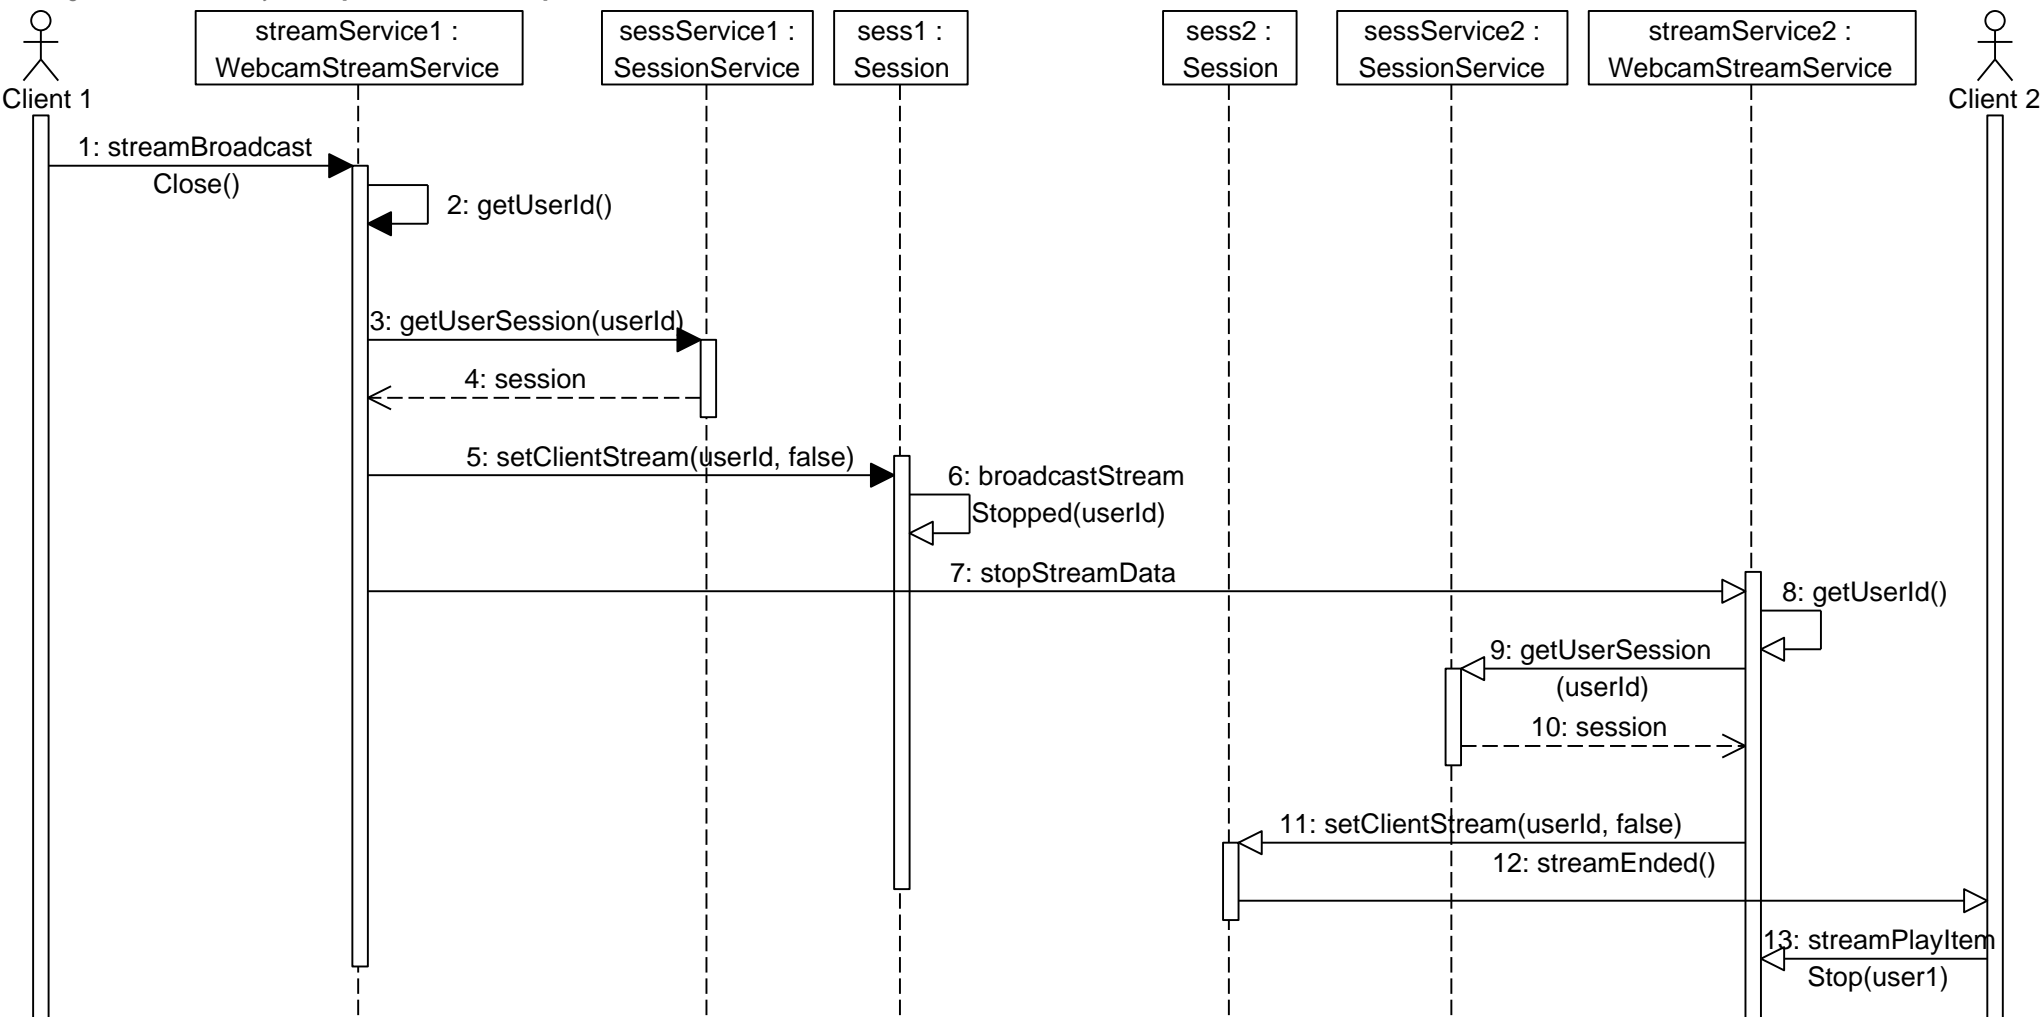 streamService1 :
WebcamStreamService
sessService1 :
SessionService
sess1 :
Session
sess2 :
Session
sessService2 :
SessionService
streamService2 :
WebcamStreamService
Client 1
Client 2
1: streamBroadcast
Close()
2: getUserId()
3: getUserSession(userId)
4: session
5: setClientStream(userId, false)
6: broadcastStream
Stopped(userId)
7: stopStreamData
8: getUserId()
9: getUserSession
(userId)
10: session
11: setClientStream(userId, false)
12: streamEnded()
13: streamPlayItem
Stop(user1)